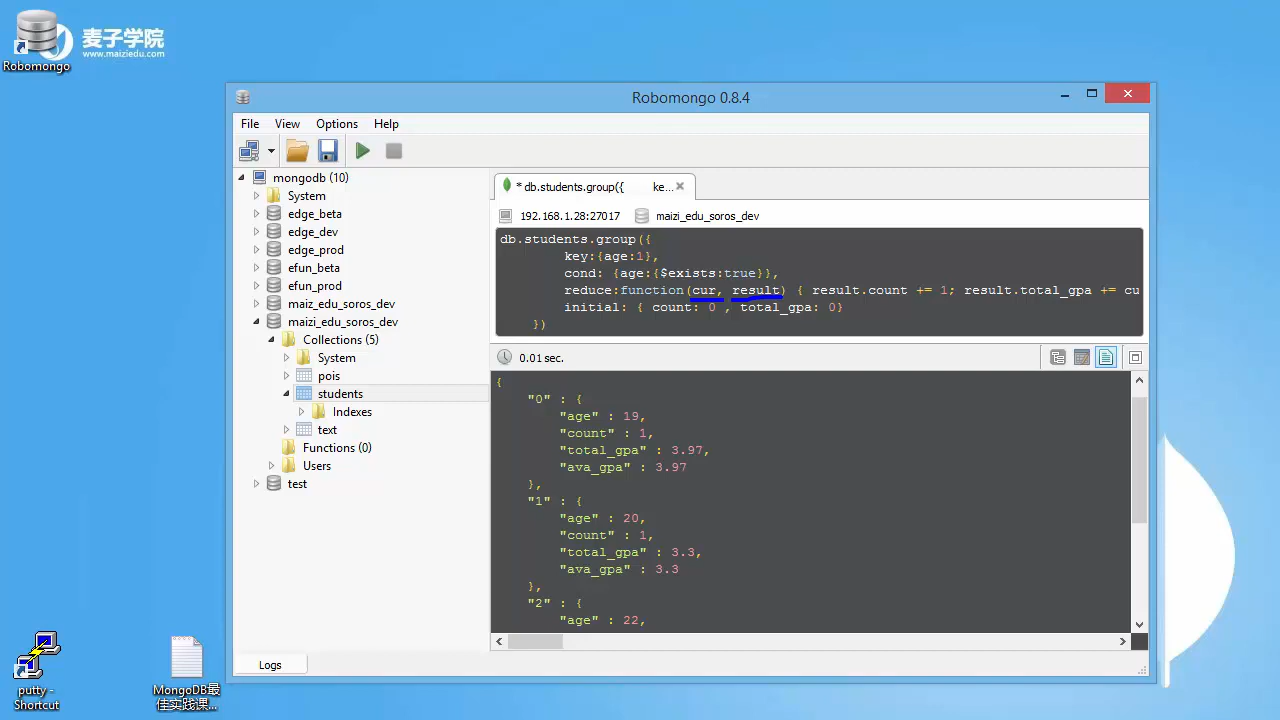 麦子学院
www.maiziedu.com
Robomongo
Robomongo 0.8.4
File View Options Help
mongodb (10)
System
edge_beta
edge_dev
edge_prod
efun_beta
efun_prod
maiz_edu_soros_dev
maizi_edu_soros_dev
Collections (5)
System
pois
students
Indexes
text
Functions (0)
Users
test
Logs
* db.students.group({ ke...
192.168.1.28:27017 maizi_edu_soros_dev
db.students.group({
key:{age:1},
cond: {age:{$exists:true}},
reduce:function(cur, result) { result.count += 1; result.total_gpa += cu
initial: { count: 0 , total_gpa: 0}
})
0.01 sec.
{
"0" : {
"age" : 19,
"count" : 1,
"total_gpa" : 3.97,
"ava_gpa" : 3.97
},
"1" : {
"age" : 20,
"count" : 1,
"total_gpa" : 3.3,
"ava_gpa" : 3.3
},
"2" : {
"age" : 22,
putty -
Shortcut
MongoDB最
佳实践课...